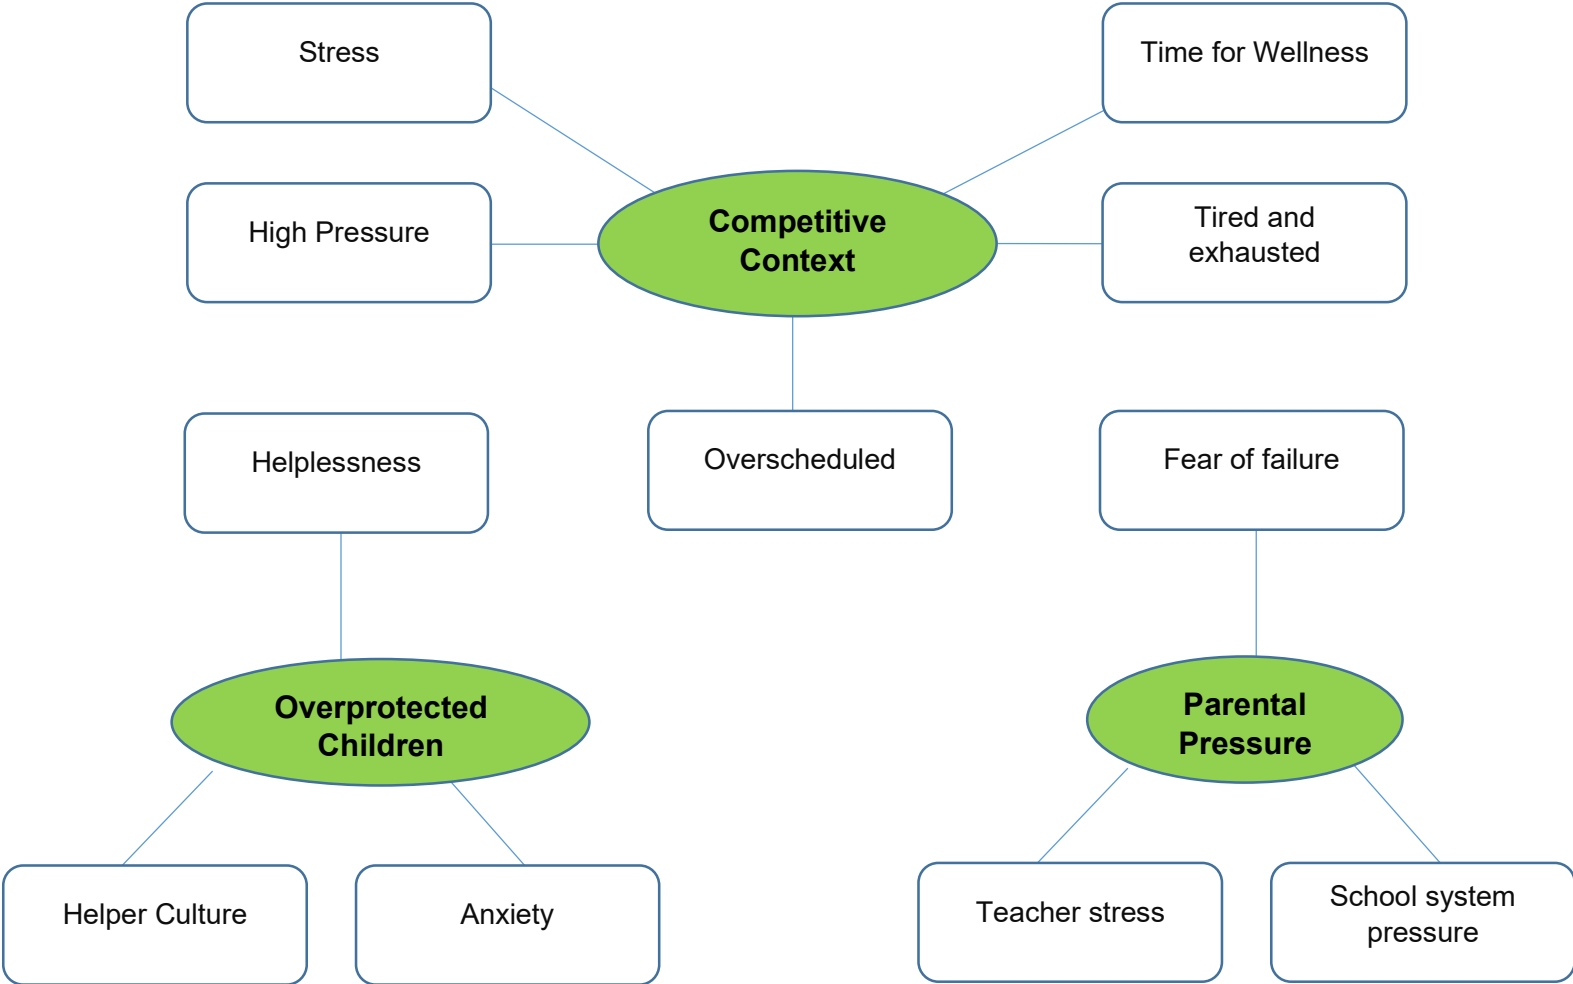 Stress
Time for Wellness
High Pressure
Competitive
Context
Tired and
exhausted
Helplessness
Overscheduled
Fear of failure
Overprotected
Children
Parental
Pressure
Helper Culture
Anxiety
Teacher stress
School system
pressure